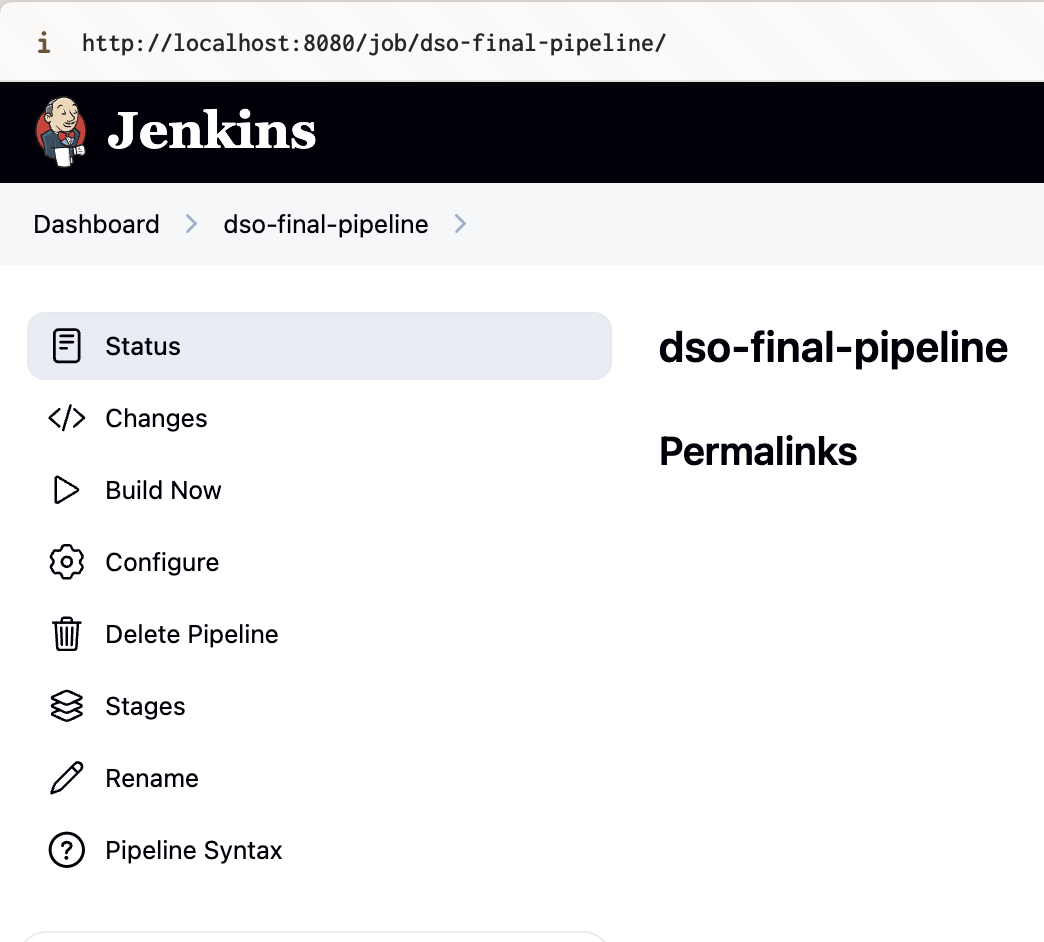 http://localhost:8080/job/dso-final-pipeline/
Jenkins
Dashboard
dso-final-pipeline
Status
Changes
Build Now
Configure
Delete Pipeline
Stages
Rename
Pipeline Syntax
dso-final-pipeline
Permalinks